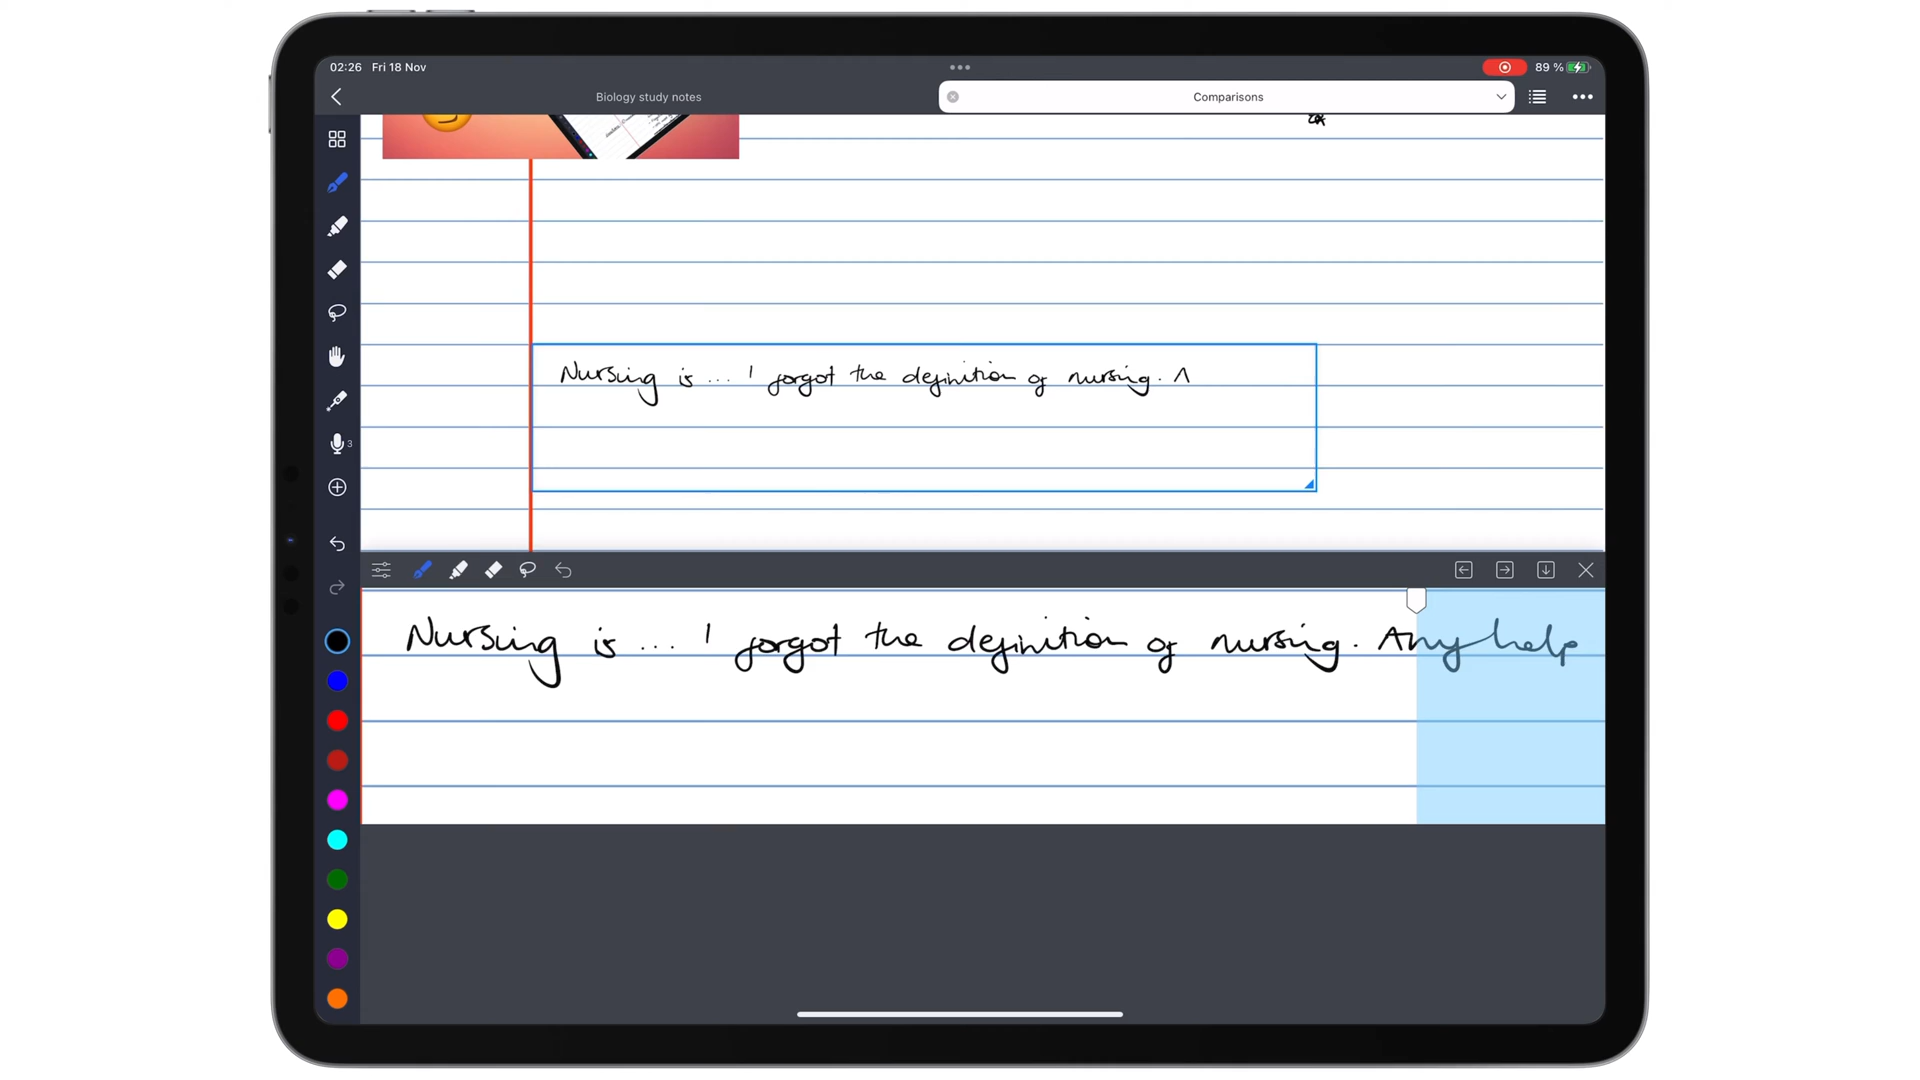 02:26 Fri 18 Nov 89 %
Biology study notes Comparisons
Nursing is ... I forgot the definition of nursing. Λ
3
Nursing is ... I forgot the definition of nursing. Any help